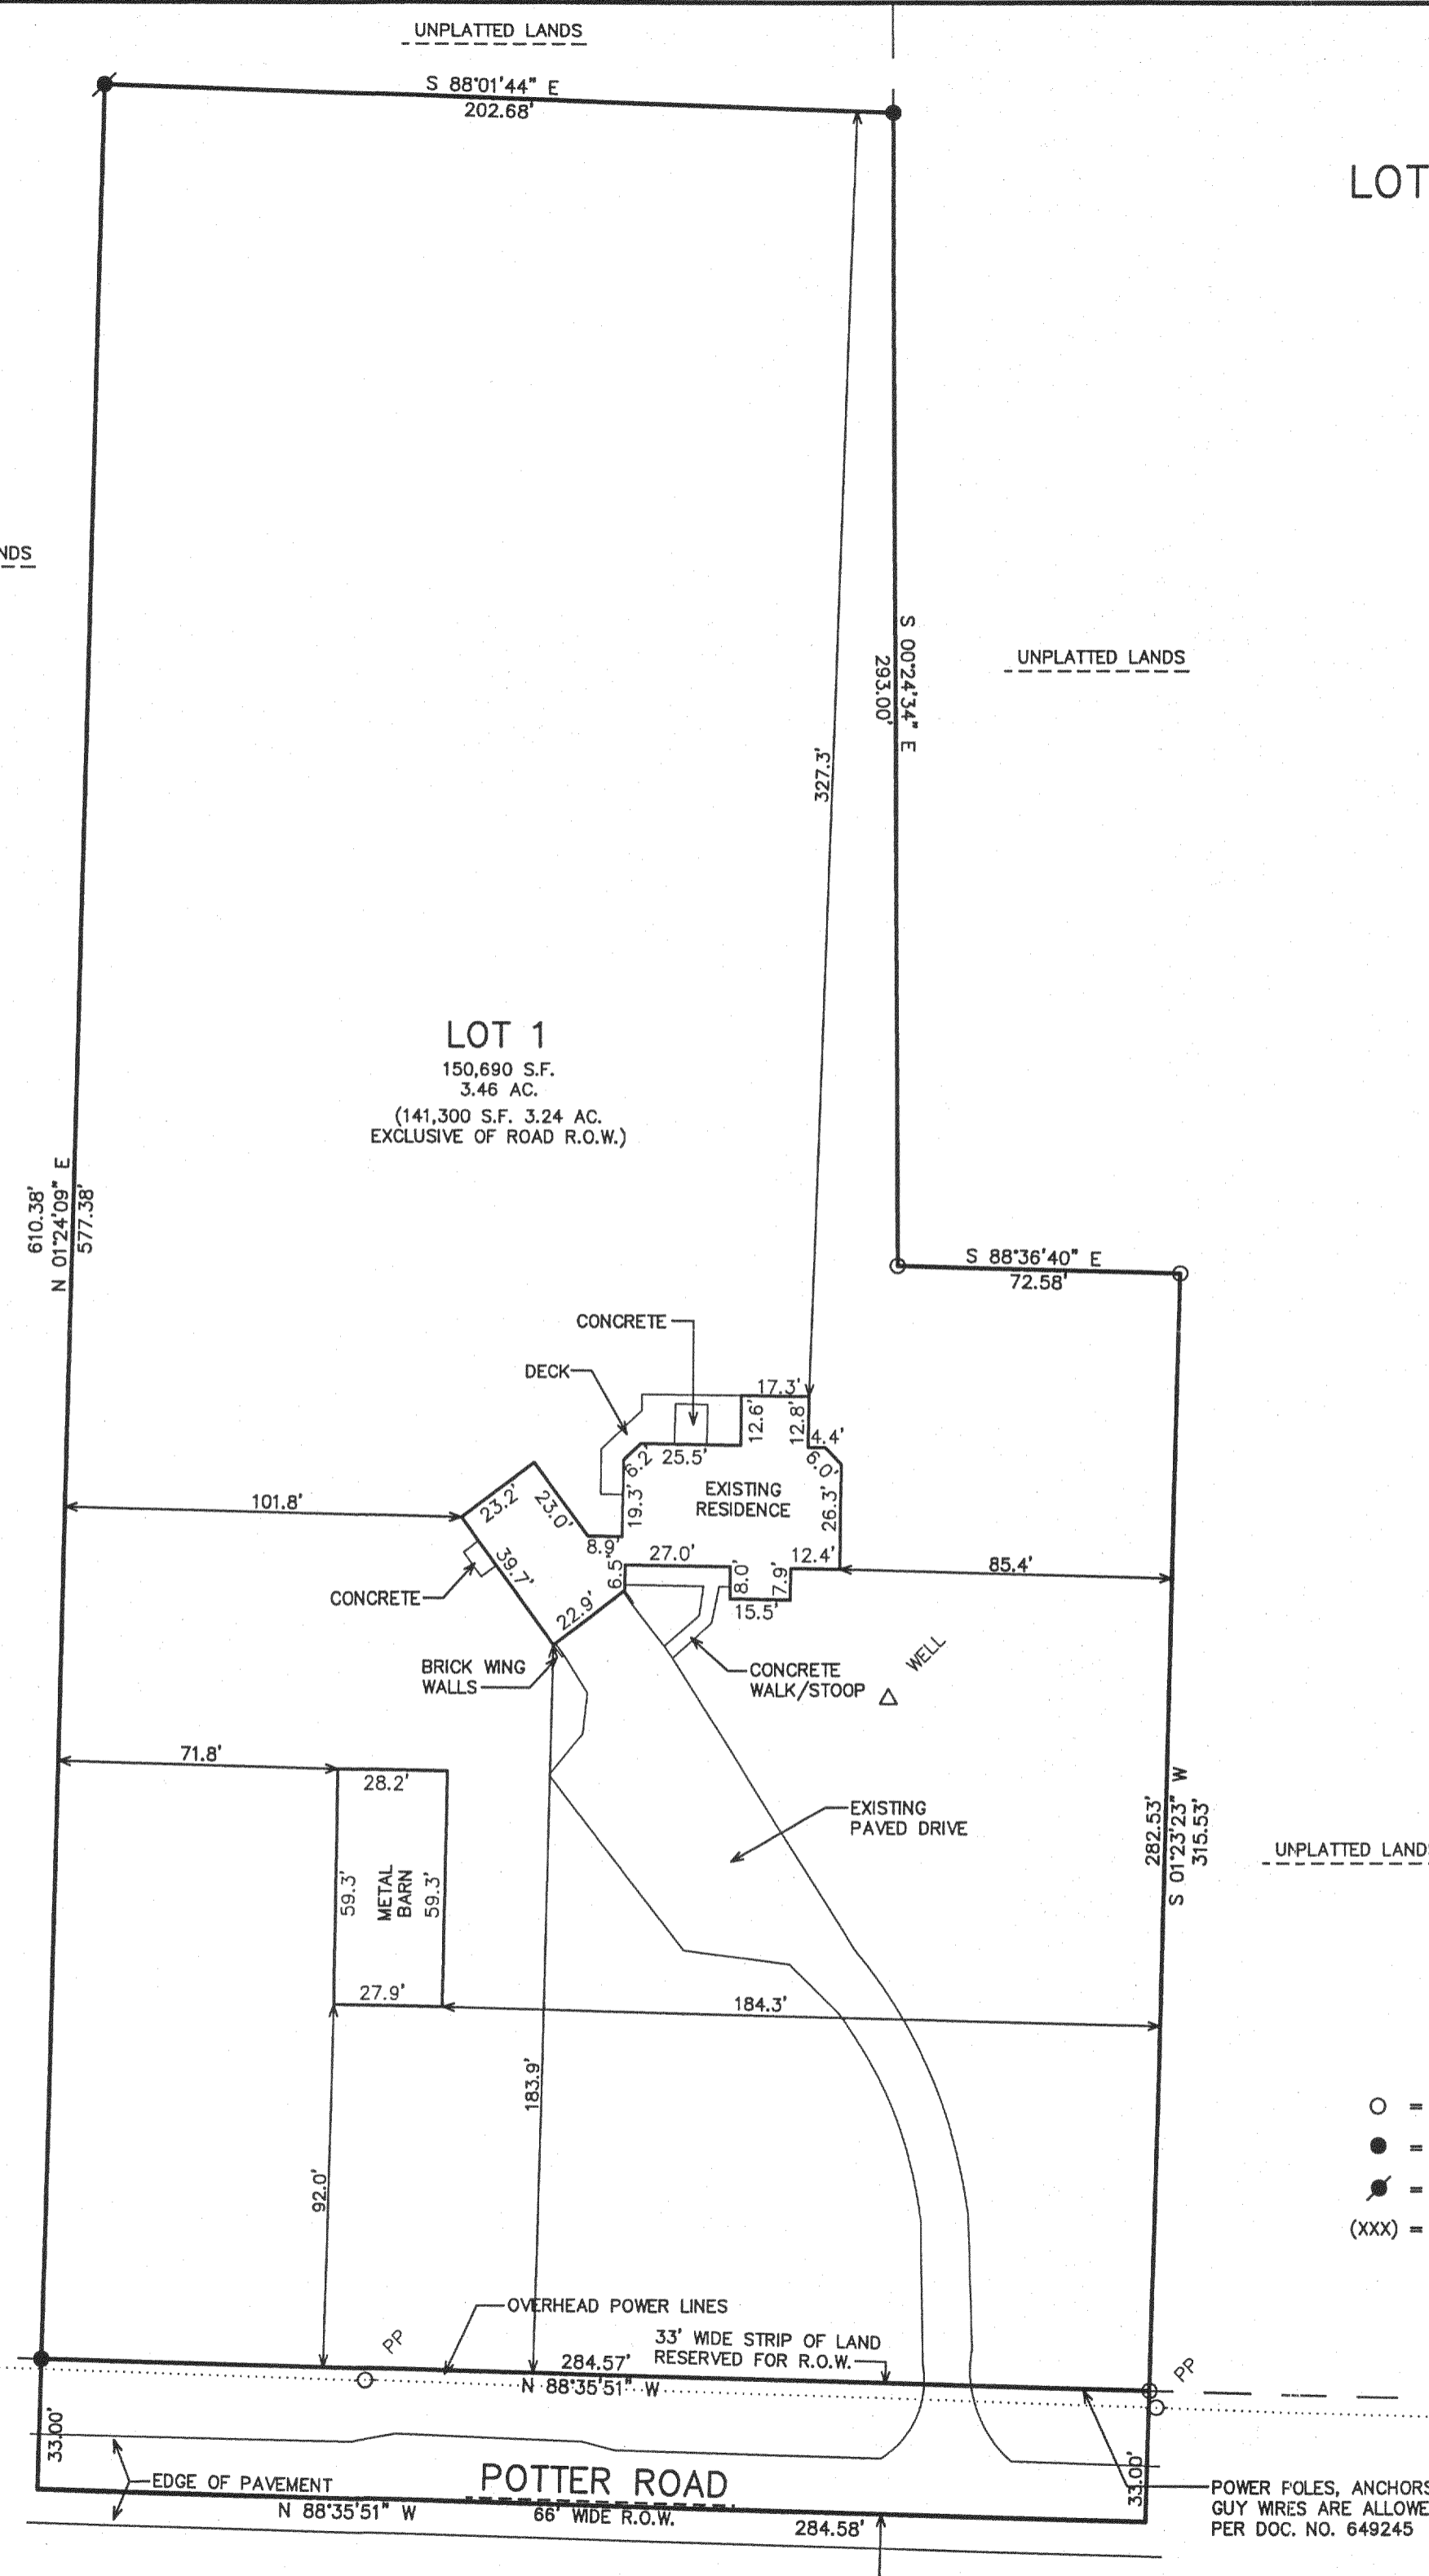 UNPLATTED LANDS
S 88°01'44" E
202.68'
LOT
NDS
S 00°24'34" E
293.00'
UNPLATTED LANDS
327.3'
LOT 1
150,690 S.F.
3.46 AC.
(141,300 S.F. 3.24 AC.
EXCLUSIVE OF ROAD R.O.W.)
610.38'
N 01°24'09" E
577.38'
S 88°36'40" E
72.58'
CONCRETE
DECK
17.3'
12.6'
12.8'
4.4'
6.2'
25.5'
6.0'
EXISTING
RESIDENCE
101.8'
23.2'
23.0'
19.3'
26.3'
8.9'
39.7'
6.5'
27.0'
8.0'
7.9'
12.4'
85.4'
CONCRETE
22.9'
15.5'
WELL
BRICK WING
WALLS
CONCRETE
WALK/STOOP
71.8'
28.2'
EXISTING
PAVED DRIVE
282.53'
S 01°23'23" W
315.53'
UNPLATTED LAND
59.3'
METAL
BARN
59.3'
27.9'
184.3'
183.9'
92.0'
O =
=
=
(XXX) =
OVERHEAD POWER LINES
PP
33' WIDE STRIP OF LAND
RESERVED FOR R.O.W.
284.57'
N 88°35'51" W
PP
33.00'
33.00'
EDGE OF PAVEMENT
POTTER ROAD
N 88°35'51" W
66' WIDE R.O.W.
284.58'
POWER POLES, ANCHORS
GUY WIRES ARE ALLOWE
PER DOC. NO. 649245